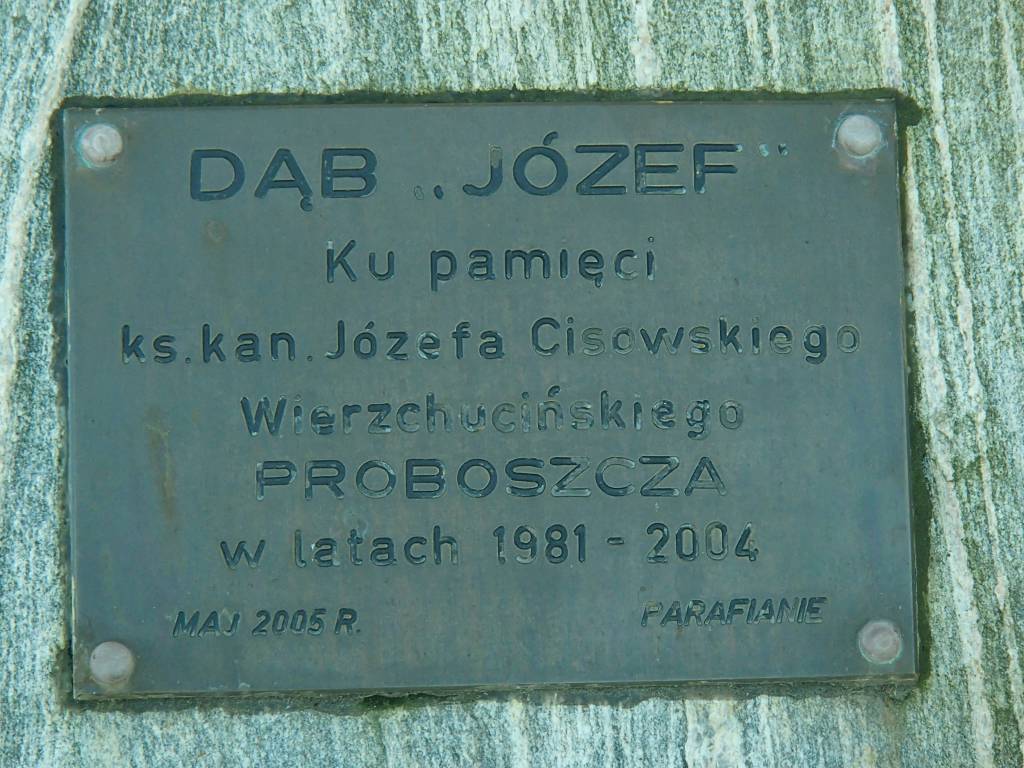 DĄB „JÓZEF"
Ku pamięci
ks. kan. Józefa Cisowskiego
Wierzchucińskiego
PROBOSZCZA
w latach 1981 - 2004
MAJ 2005 R. PARAFIANIE